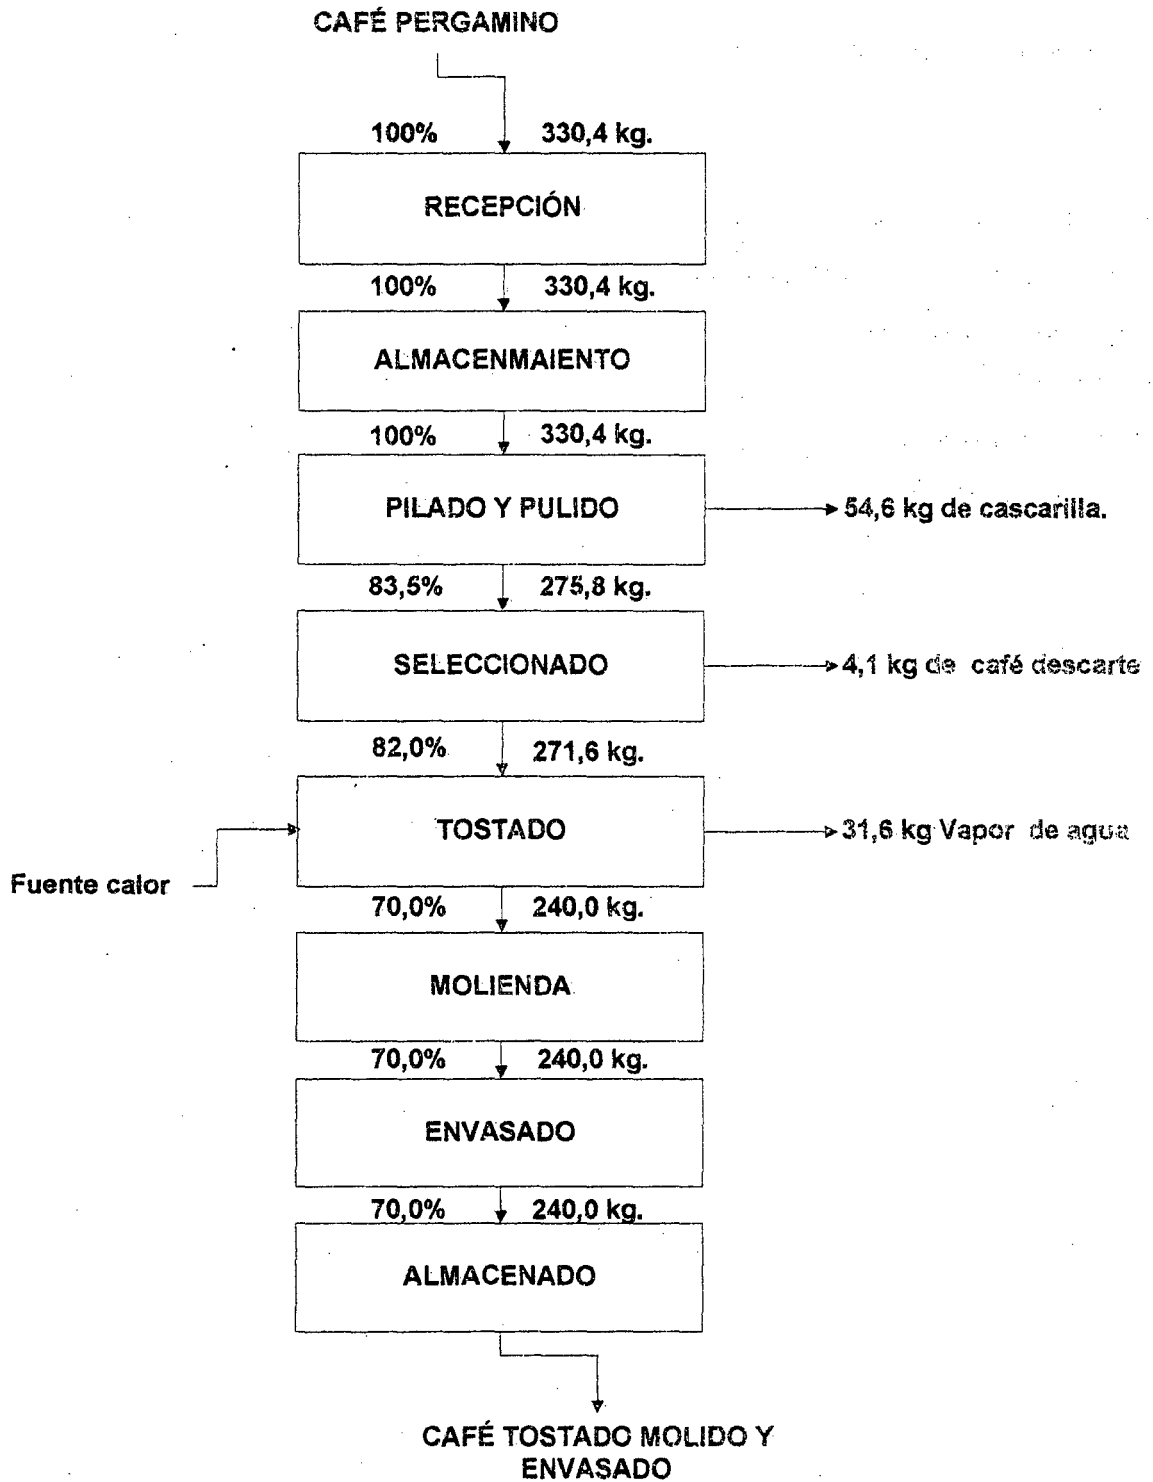 CAFÉ PERGAMINO
100% 330,4 kg.
RECEPCIÓN
100% 330,4 kg.
ALMACENMAIENTO
100% 330,4 kg.
PILADO Y PULIDO
54,6 kg de cascarilla.
83,5% 275,8 kg.
SELECCIONADO
4,1 kg de café descarte
82,0% 271,6 kg.
TOSTADO
31,6 kg Vapor de agua
Fuente calor
70,0% 240,0 kg.
MOLIENDA
70,0% 240,0 kg.
ENVASADO
70,0% 240,0 kg.
ALMACENADO
CAFÉ TOSTADO MOLIDO Y
ENVASADO